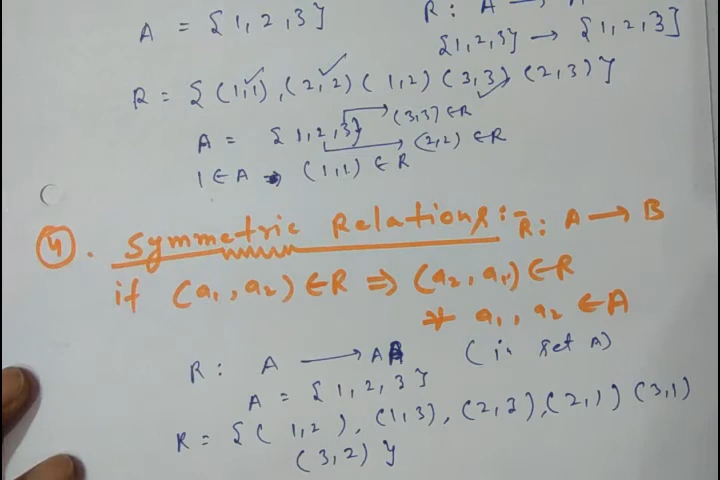 A = {1, 2, 3}
R : A →
{1,2,3} → {1,2,3}
R = { (1,1), (2,2) (1,2) (3,3) (2,3) }
A = { 1,2,3} → (3,3) ∈ R
→ (2,2) ∈ R
1 ∈ A → (1,1) ∈ R
4. Symmetric Relations :- R: A → B
if (a₁, a₂) ∈ R ⇒ (a₂, a₁) ∈ R
∀ a₁, a₂ ∈ A
R : A → A (in set A)
A = {1,2,3}
R = { ( 1,2 ), (1,3), (2,3), (2,1) (3,1)
(3,2) }